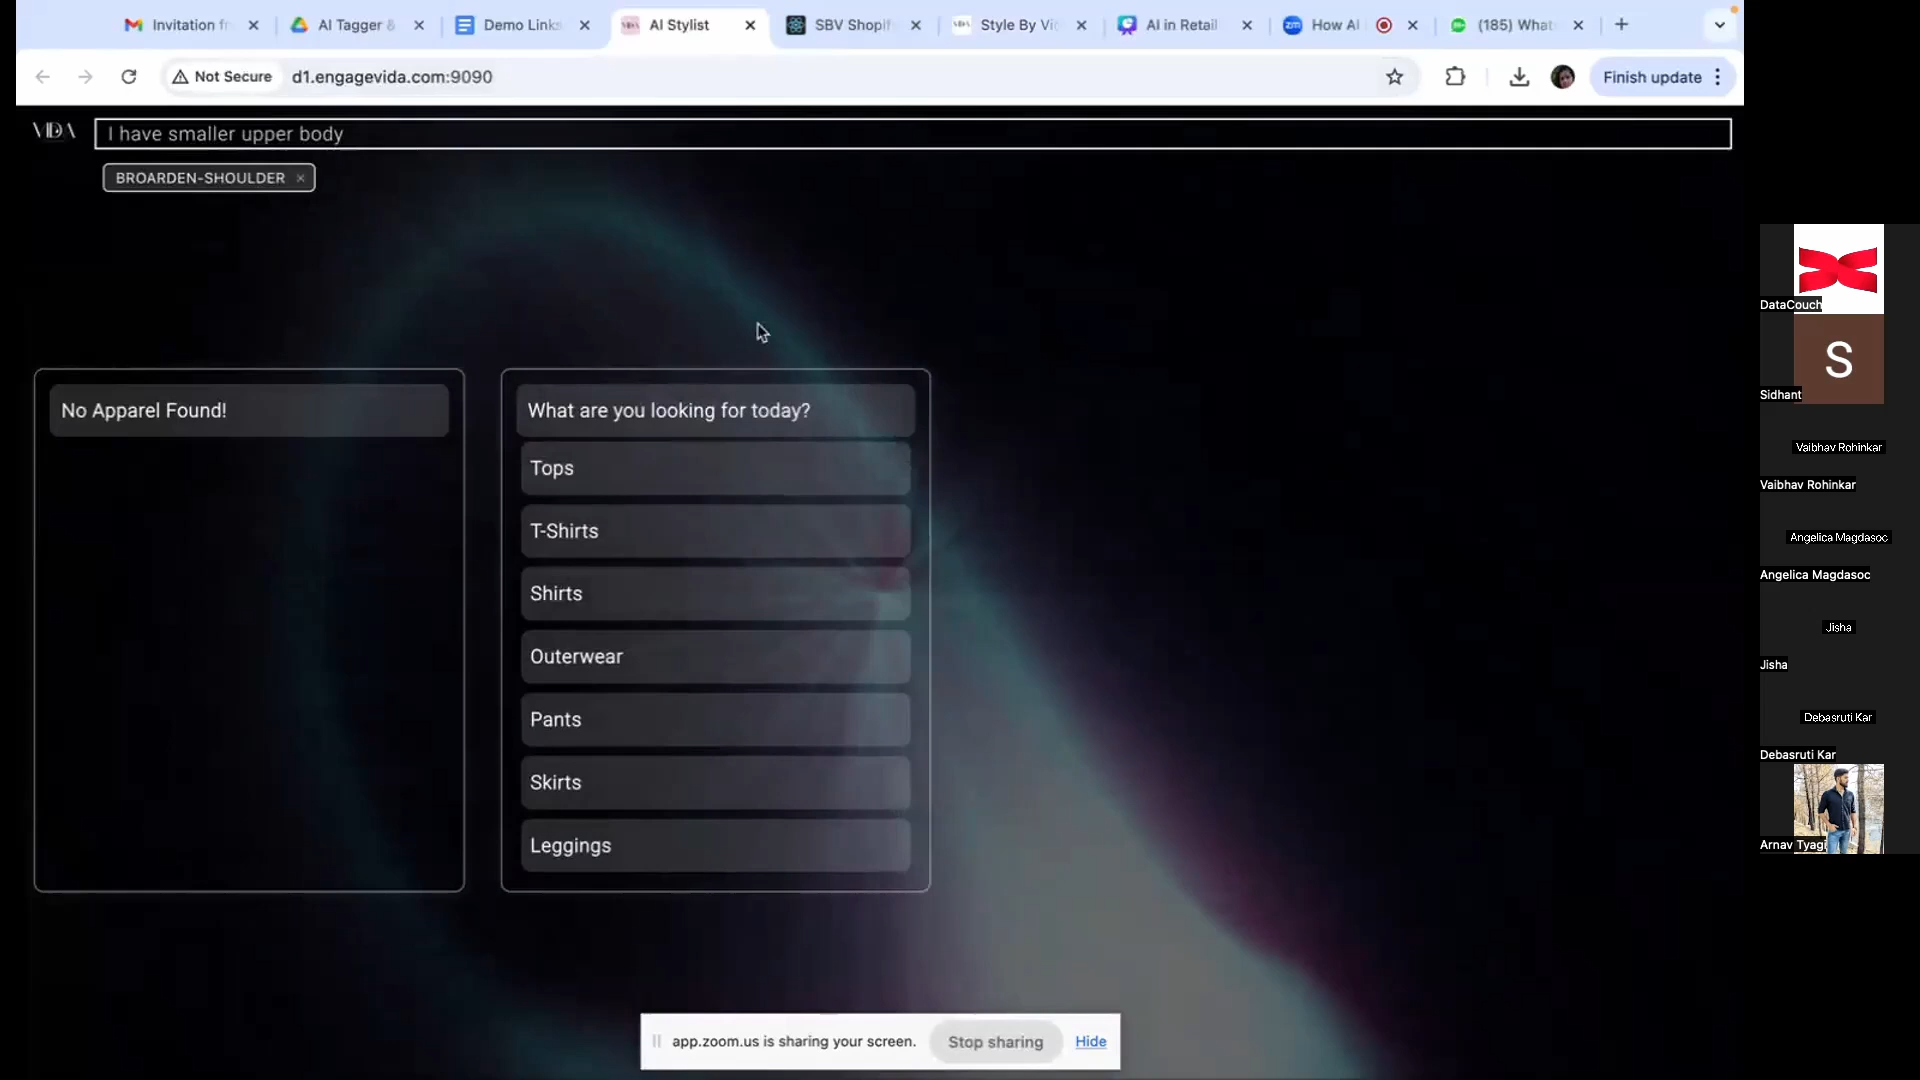 Invitation fr
AI Tagger &
Demo Links
AI Stylist
SBV Shopif
Style By Vid
AI in Retail
How AI
(185) What
Not Secure
d1.engagevida.com:9090
Finish update
VIDA
I have smaller upper body
BROARDEN-SHOULDER ×
No Apparel Found!
What are you looking for today?
Tops
T-Shirts
Shirts
Outerwear
Pants
Skirts
Leggings
app.zoom.us is sharing your screen.
Stop sharing
Hide
DataCouch
S
Sidhant
Vaibhav Rohinkar
Vaibhav Rohinkar
Angelica Magdasoc
Angelica Magdasoc
Jisha
Jisha
Debasruti Kar
Debasruti Kar
Arnav Tyagi